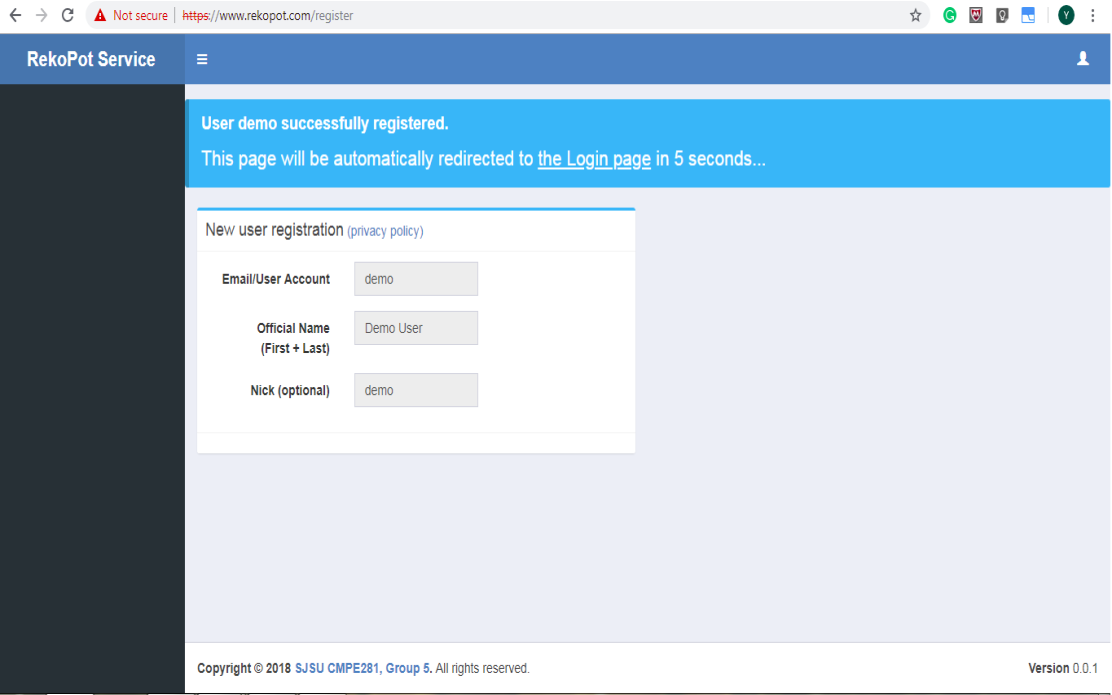 Not secure | https://www.rekopot.com/register
Y
RekoPot Service
User demo successfully registered.
This page will be automatically redirected to the Login page in 5 seconds...
New user registration (privacy policy)
Email/User Account demo
Official Name Demo User
(First + Last)
Nick (optional) demo
Copyright © 2018 SJSU CMPE281, Group 5. All rights reserved. Version 0.0.1